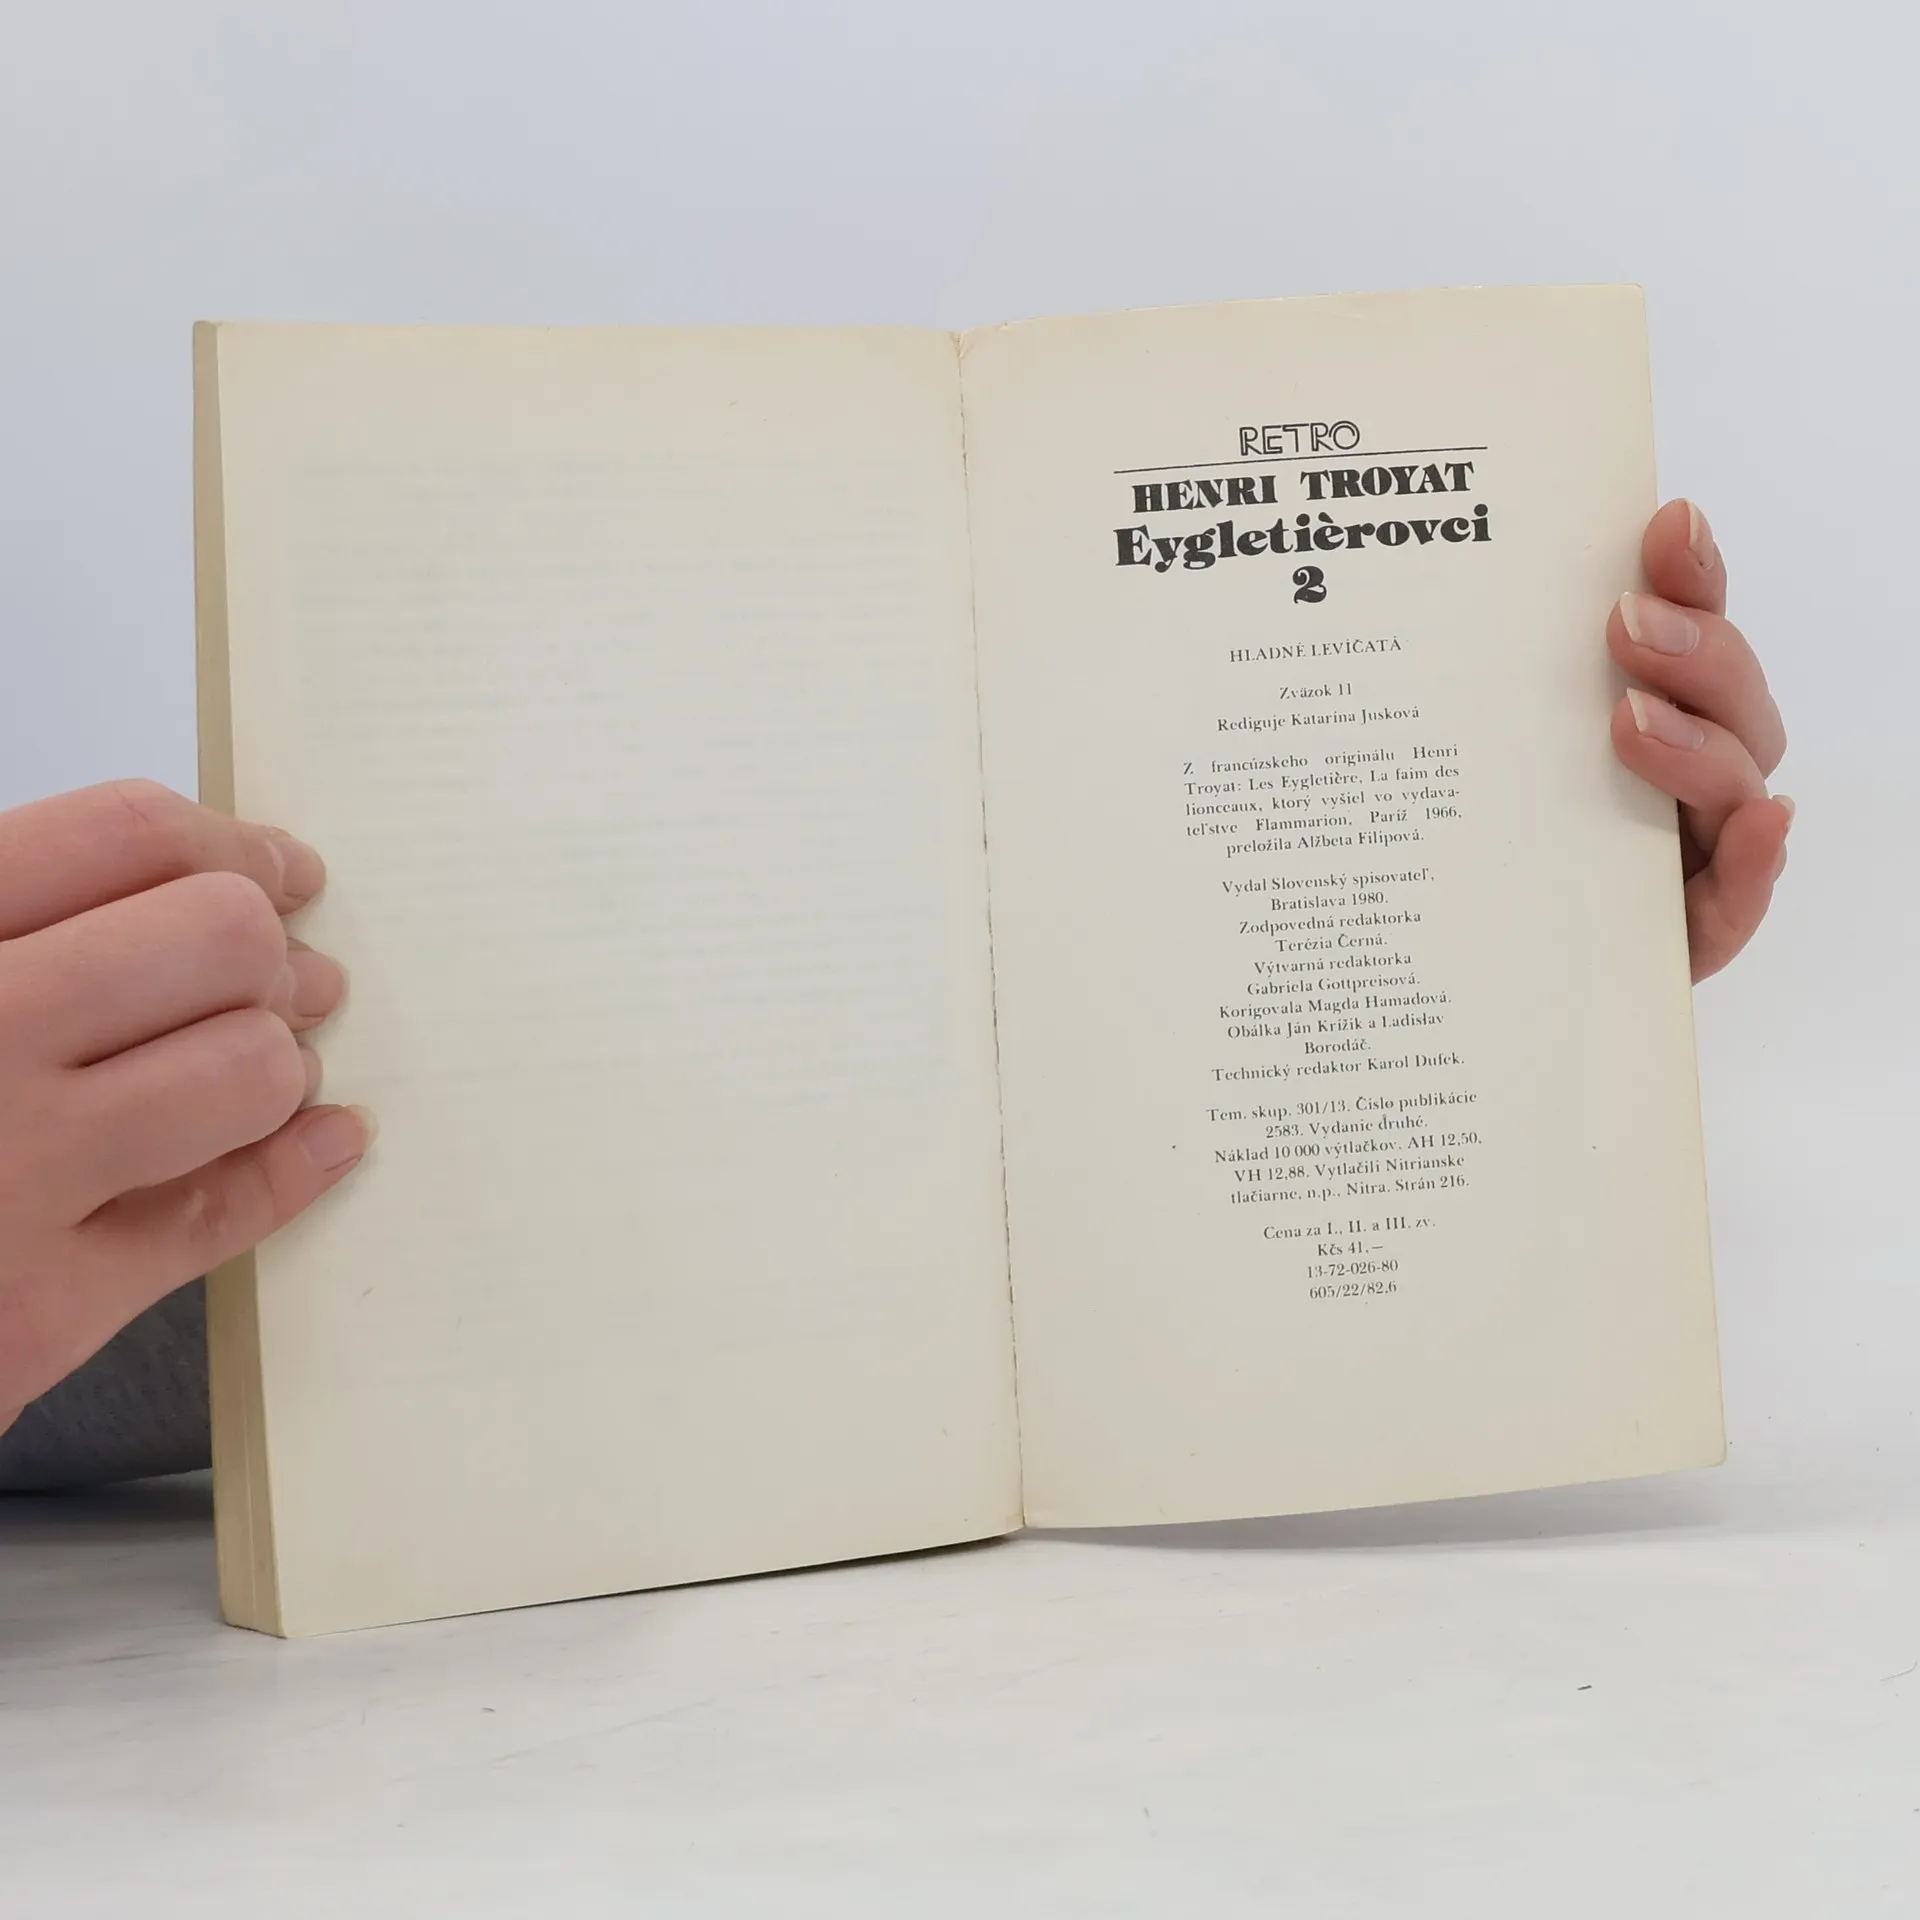 RETRO
HENRI TROYAT
Eygletièrovci
2
HLADNÉ LEVÍČATÁ
Zväzok 11
Rediguje Katarína Jusková
Z francúzskeho originálu Henri
Troyat: Les Eygletière, La faim des
lionceaux, ktorý vyšiel vo vydava-
teľstve Flammarion, Paríž 1966,
preložila Alžbeta Filipová.
Vydal Slovenský spisovateľ,
Bratislava 1980.
Zodpovedná redaktorka
Terézia Černá.
Výtvarná redaktorka
Gabriela Gottpreisová.
Korigovala Magda Hamadová.
Obálka Ján Krížik a Ladislav
Borodáč.
Technický redaktor Karol Dufek.
Tem. skup. 301/13. Číslo publikácie
2583. Vydanie druhé.
Náklad 10 000 výtlačkov. AH 12,50,
VH 12,88. Vytlačili Nitrianske
tlačiarne, n.p., Nitra. Strán 216.
Cena za I., II. a III. zv.
Kčs 41,—
13-72-026-80
605/22/82.6